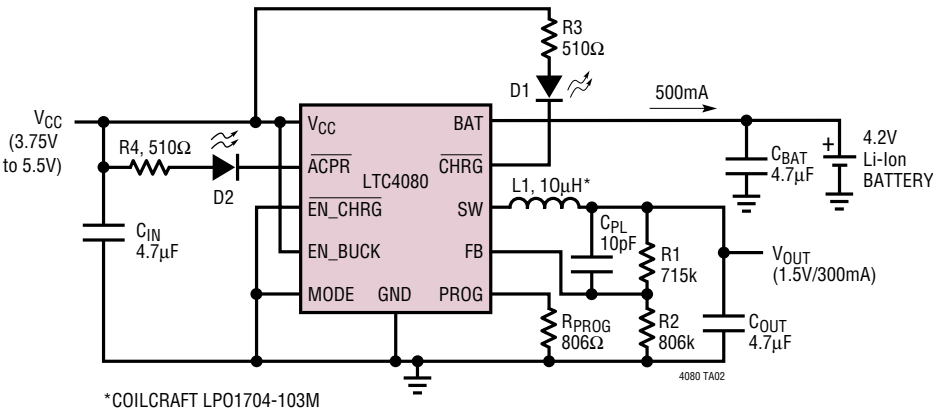 R3
510Ω
D1
500mA
VCC
(3.75V
to 5.5V)
R4, 510Ω
D2
VCC
ACPR
EN_CHRG
EN_BUCK
MODE
GND
LTC4080
BAT
CHRG
SW
FB
PROG
L1, 10µH*
CPL
10pF
R1
715k
R2
806k
RPROG
806Ω
CIN
4.7µF
CBAT
4.7µF
+
4.2V
Li-Ion
BATTERY
VOUT
(1.5V/300mA)
COUT
4.7µF
4080 TA02
*COILCRAFT LPO1704-103M